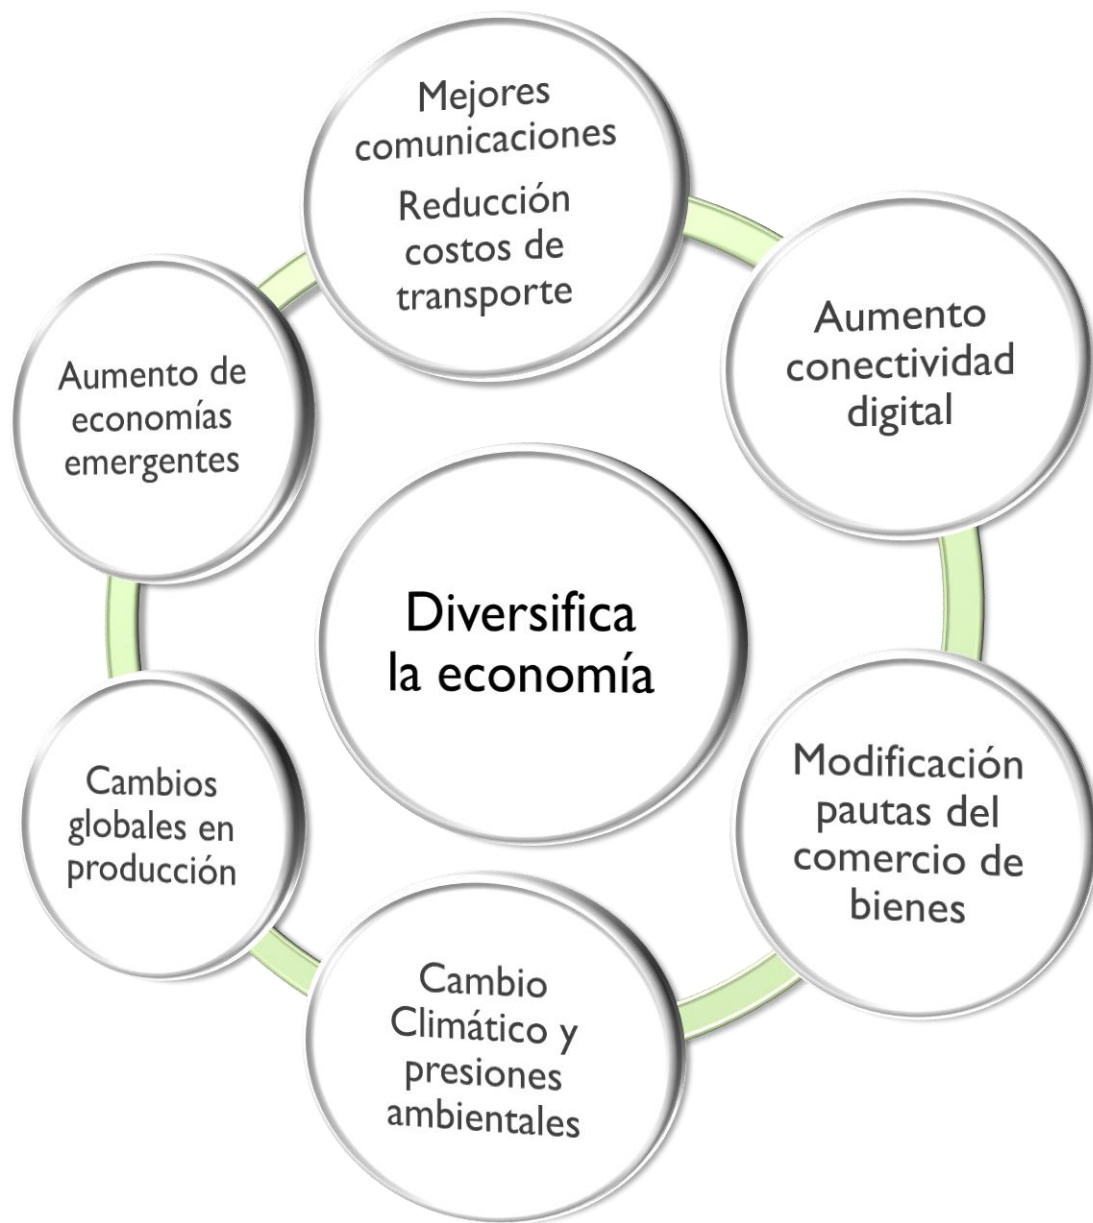 Mejores
comunicaciones
Reducción
costos de
transporte
Aumento
conectividad
digital
Modificación
pautas del
comercio de
bienes
Cambio
Climático y
presiones
ambientales
Cambios
globales en
producción
Aumento de
economías
emergentes
Diversifica
la economía